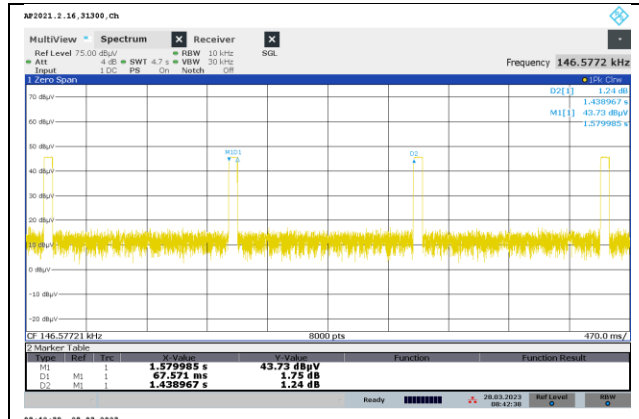 AP2021.2.16,31300,Ch
MultiView Spectrum X Receiver X
Ref Level 75.00 dBµV RBW 10 kHz SGL
Att 4 dB SWT 4.7 s VBW 30 kHz
Input 1 DC PS On Notch Off
Frequency 146.5772 kHz
1 Zero Span 1Pk Clrw
D2[1] 1.24 dB
1.438967 s
M1[1] 43.73 dBµV
1.579985 s
70 dBµV
60 dBµV
50 dBµV
M1D1 D2
40 dBµV
30 dBµV
20 dBµV
10 dBµV
0 dBµV
-10 dBµV
-20 dBµV
CF 146.57721 kHz 8000 pts 470.0 ms/
2 Marker Table
Type Ref Trc X-Value Y-Value Function Function Result
M1 1 1.579985 s 43.73 dBµV
D1 M1 1 67.571 ms 1.75 dB
D2 M1 1 1.438967 s 1.24 dB
Ready 28.03.2023 08:42:38 Ref Level RBW